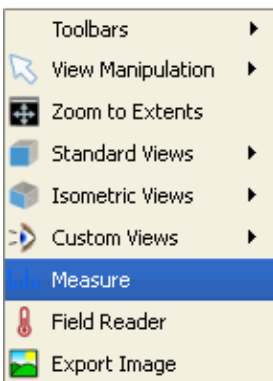 Toolbars
View Manipulation
Zoom to Extents
Standard Views
Isometric Views
Custom Views
Measure
Field Reader
Export Image